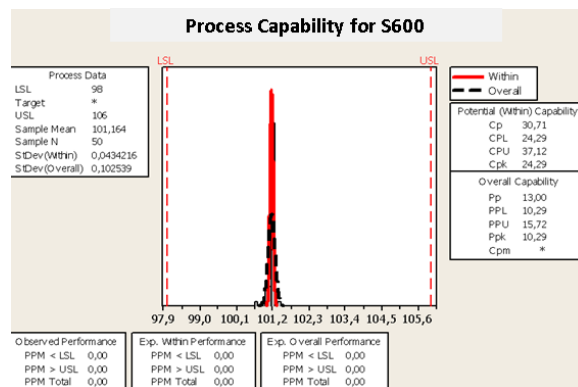 Process Capability for S600
LSL
USL
Process Data
LSL 98
Target *
USL 106
Sample Mean 101,164
Sample N 50
StDev(Within) 0,0434216
StDev(Overall) 0,102539
Within
Overall
Potential (Within) Capability
Cp 30,71
CPL 24,29
CPU 37,12
Cpk 24,29
Overall Capability
Pp 13,00
PPL 10,29
PPU 15,72
Ppk 10,29
Cpm *
97,9 99,0 100,1 101,2 102,3 103,4 104,5 105,6
Observed Performance
PPM < LSL 0,00
PPM > USL 0,00
PPM Total 0,00
Exp. Within Performance
PPM < LSL 0,00
PPM > USL 0,00
PPM Total 0,00
Exp. Overall Performance
PPM < LSL 0,00
PPM > USL 0,00
PPM Total 0,00